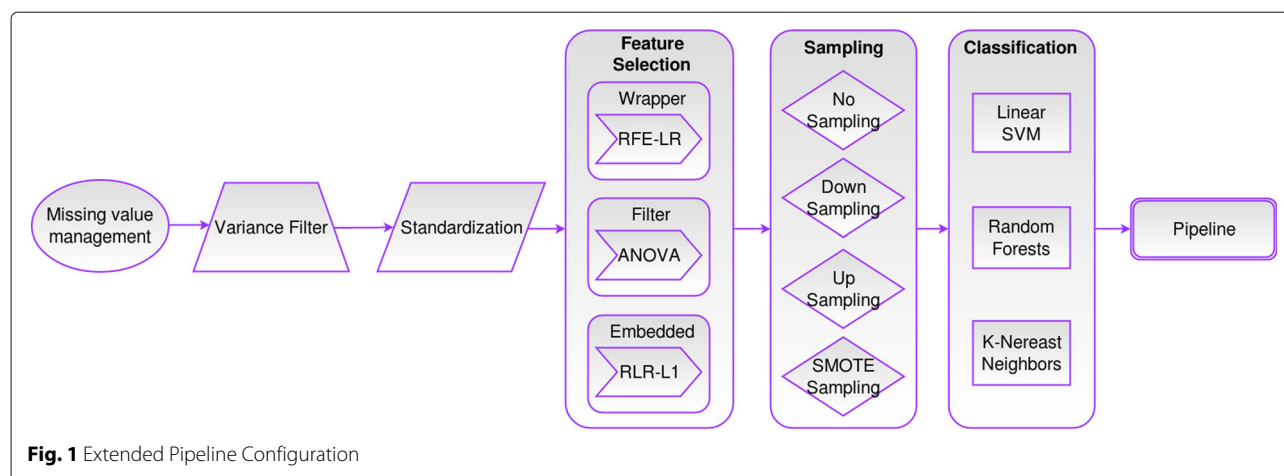 Missing value
management
Variance Filter
Standardization
Feature
Selection
Wrapper
RFE-LR
Filter
ANOVA
Embedded
RLR-L1
Sampling
No
Sampling
Down
Sampling
Up
Sampling
SMOTE
Sampling
Classification
Linear
SVM
Random
Forests
K-Nereast
Neighbors
Pipeline
Fig. 1 Extended Pipeline Configuration